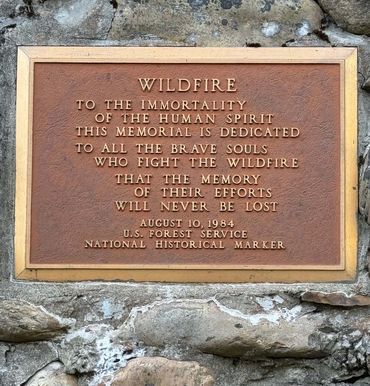 WILDFIRE
TO THE IMMORTALITY
OF THE HUMAN SPIRIT
THIS MEMORIAL IS DEDICATED
TO ALL THE BRAVE SOULS
WHO FIGHT THE WILDFIRE
THAT THE MEMORY
OF THEIR EFFORTS
WILL NEVER BE LOST
AUGUST 10, 1984
U.S. FOREST SERVICE
NATIONAL HISTORICAL MARKER